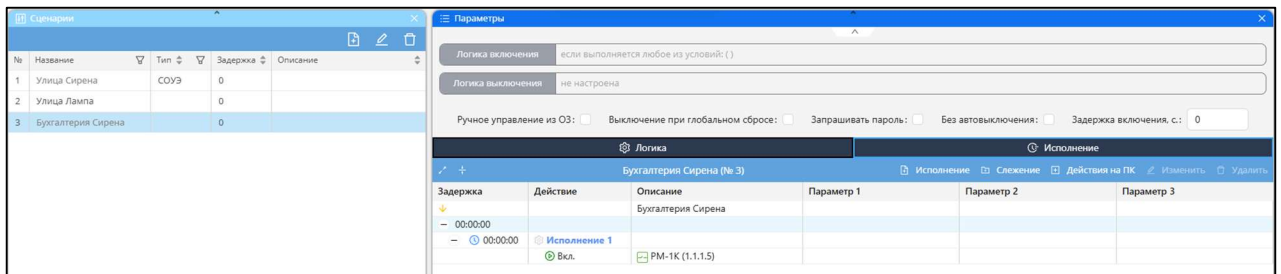 Сценарии
№ Название Тип Задержка Описание
1 Улица Сирена СОУЭ 0
2 Улица Лампа 0
3 Бухгалтерия Сирена 0
Параметры
Логика включения если выполняется любое из условий: ( )
Логика выключения не настроена
Ручное управление из ОЗ: Выключение при глобальном сбросе: Запрашивать пароль: Без автовыключения: Задержка включения, с.: 0
Логика Исполнение
Бухгалтерия Сирена (№ 3) Исполнение Слежение Действия на ПК Изменить Удалить
Задержка Действие Описание Параметр 1 Параметр 2 Параметр 3
Бухгалтерия Сирена
– 00:00:00
– 00:00:00 Исполнение 1
Вкл. РМ-1К (1.1.1.5)